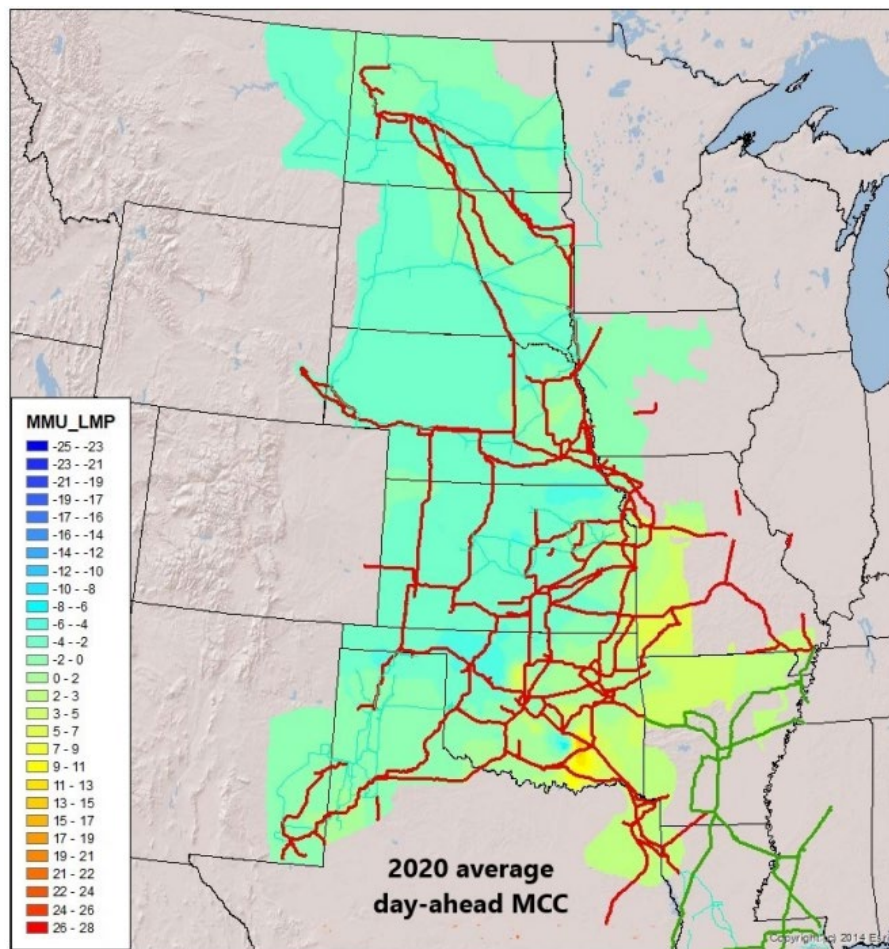 MMU_LMP
-25 - -23
-23 - -21
-21 - -19
-19 - -17
-17 - -16
-16 - -14
-14 - -12
-12 - -10
-10 - -8
-8 - -6
-6 - -4
-4 - -2
-2 - 0
0 - 2
2 - 3
3 - 5
5 - 7
7 - 9
9 - 11
11 - 13
13 - 15
15 - 17
17 - 19
19 - 21
21 - 22
22 - 24
24 - 26
26 - 28
2020 average
day-ahead MCC
Copyright:(c) 2014